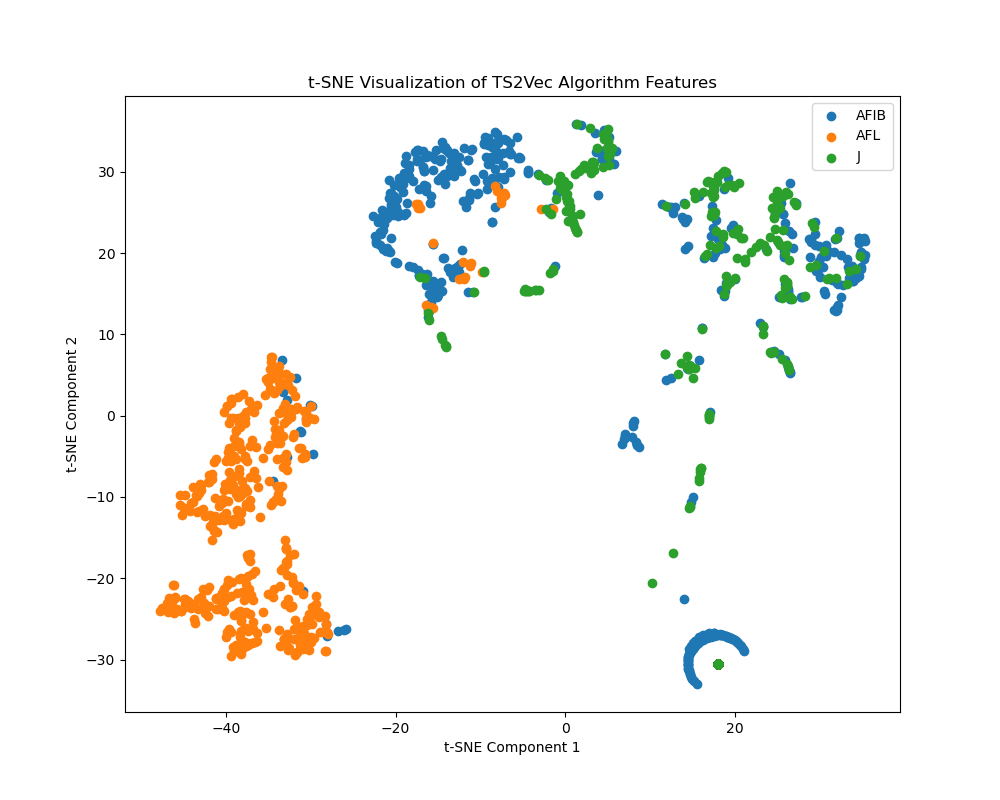 t-SNE Visualization of TS2Vec Algorithm Features
AFIB
AFL
J
30
20
10
0
−10
−20
−30
t-SNE Component 2
−40
−20
0
20
t-SNE Component 1